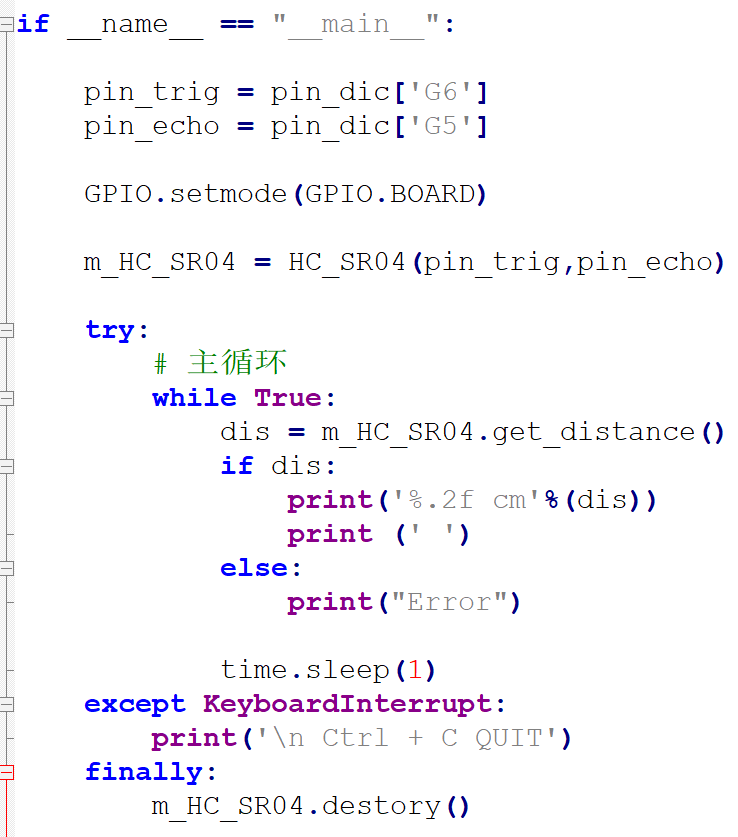 if __name__ == "__main__":
pin_trig = pin_dic['G6']
pin_echo = pin_dic['G5']
GPIO.setmode(GPIO.BOARD)
m_HC_SR04 = HC_SR04(pin_trig,pin_echo)
try:
# 主循环
while True:
dis = m_HC_SR04.get_distance()
if dis:
print('%.2f cm'%(dis))
print (' ')
else:
print("Error")
time.sleep(1)
except KeyboardInterrupt:
print('\n Ctrl + C QUIT')
finally:
m_HC_SR04.destory()